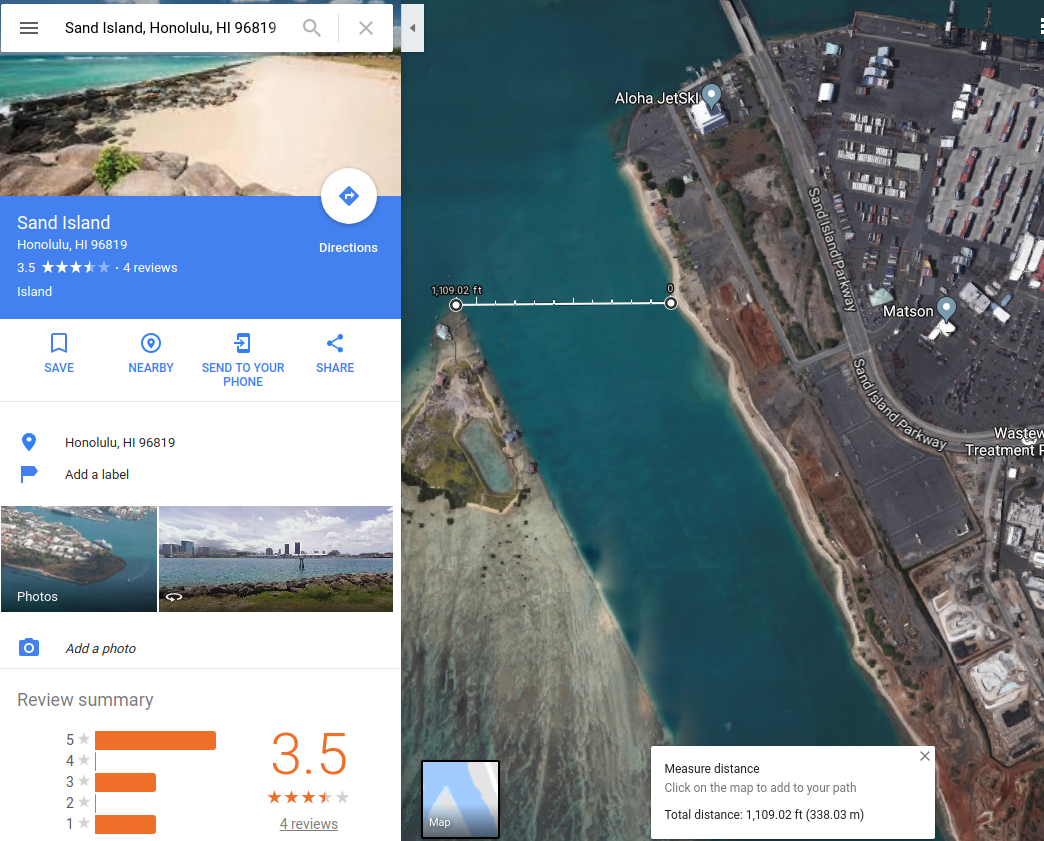 Sand Island, Honolulu, HI 96819
Sand Island
Honolulu, HI 96819
3.5 ★★★★★ · 4 reviews
Island
Directions
SAVE
NEARBY
SEND TO YOUR
PHONE
SHARE
Honolulu, HI 96819
Add a label
Photos
Add a photo
Review summary
5 ★
4 ★
3 ★
2 ★
1 ★
3.5
4 reviews
Aloha JetSki
Sand Island Parkway
1,109.02 ft
0
Matson
Sand Island Parkway
Wastew
Treatment
Map
Measure distance
Click on the map to add to your path
Total distance: 1,109.02 ft (338.03 m)